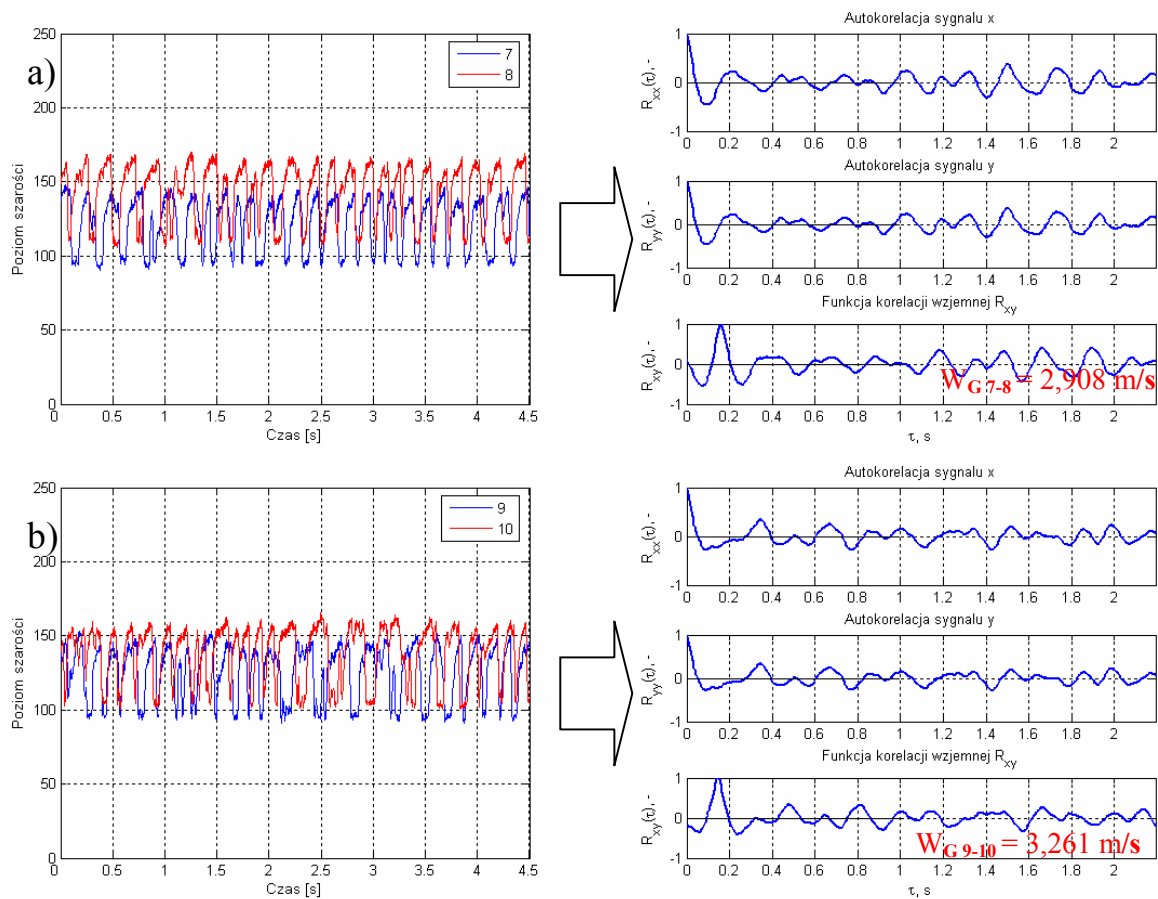 a)
250
200
150
100
50
0
Poziom szarości
7
8
0 0.5 1 1.5 2 2.5 3 3.5 4 4.5
Czas [s]
Autokorelacja sygnalu x
1
0
-1
Rxx(τ), -
0 0.2 0.4 0.6 0.8 1 1.2 1.4 1.6 1.8 2
Autokorelacja sygnalu y
1
0
-1
Ryy(τ), -
0 0.2 0.4 0.6 0.8 1 1.2 1.4 1.6 1.8 2
Funkcja korelacji wzjemnej Rxy
1
0
-1
Rxy(τ), -
WG 7-8 = 2,908 m/s
0 0.2 0.4 0.6 0.8 1 1.2 1.4 1.6 1.8 2
τ, s
b)
250
200
150
100
50
0
Poziom szarości
9
10
0 0.5 1 1.5 2 2.5 3 3.5 4 4.5
Czas [s]
Autokorelacja sygnalu x
1
0
-1
Rxx(τ), -
0 0.2 0.4 0.6 0.8 1 1.2 1.4 1.6 1.8 2
Autokorelacja sygnalu y
1
0
-1
Ryy(τ), -
0 0.2 0.4 0.6 0.8 1 1.2 1.4 1.6 1.8 2
Funkcja korelacji wzjemnej Rxy
1
0
-1
Rxy(τ), -
WG 9-10 = 3,261 m/s
0 0.2 0.4 0.6 0.8 1 1.2 1.4 1.6 1.8 2
τ, s